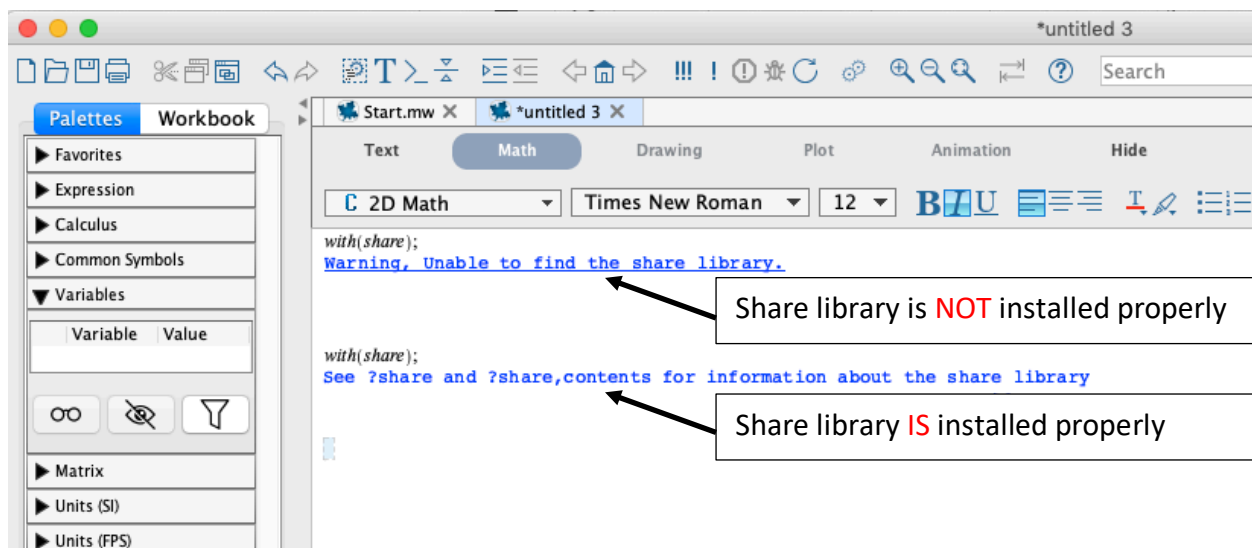 *untitled 3
Search
Palettes Workbook
Start.mw *untitled 3
Favorites
Expression
Calculus
Common Symbols
Variables
Variable Value
Matrix
Units (SI)
Units (FPS)
Text Math Drawing Plot Animation Hide
C 2D Math Times New Roman 12 B I U T
with(share);
Warning, Unable to find the share library.
Share library is NOT installed properly
with(share);
See ?share and ?share,contents for information about the share library
Share library IS installed properly